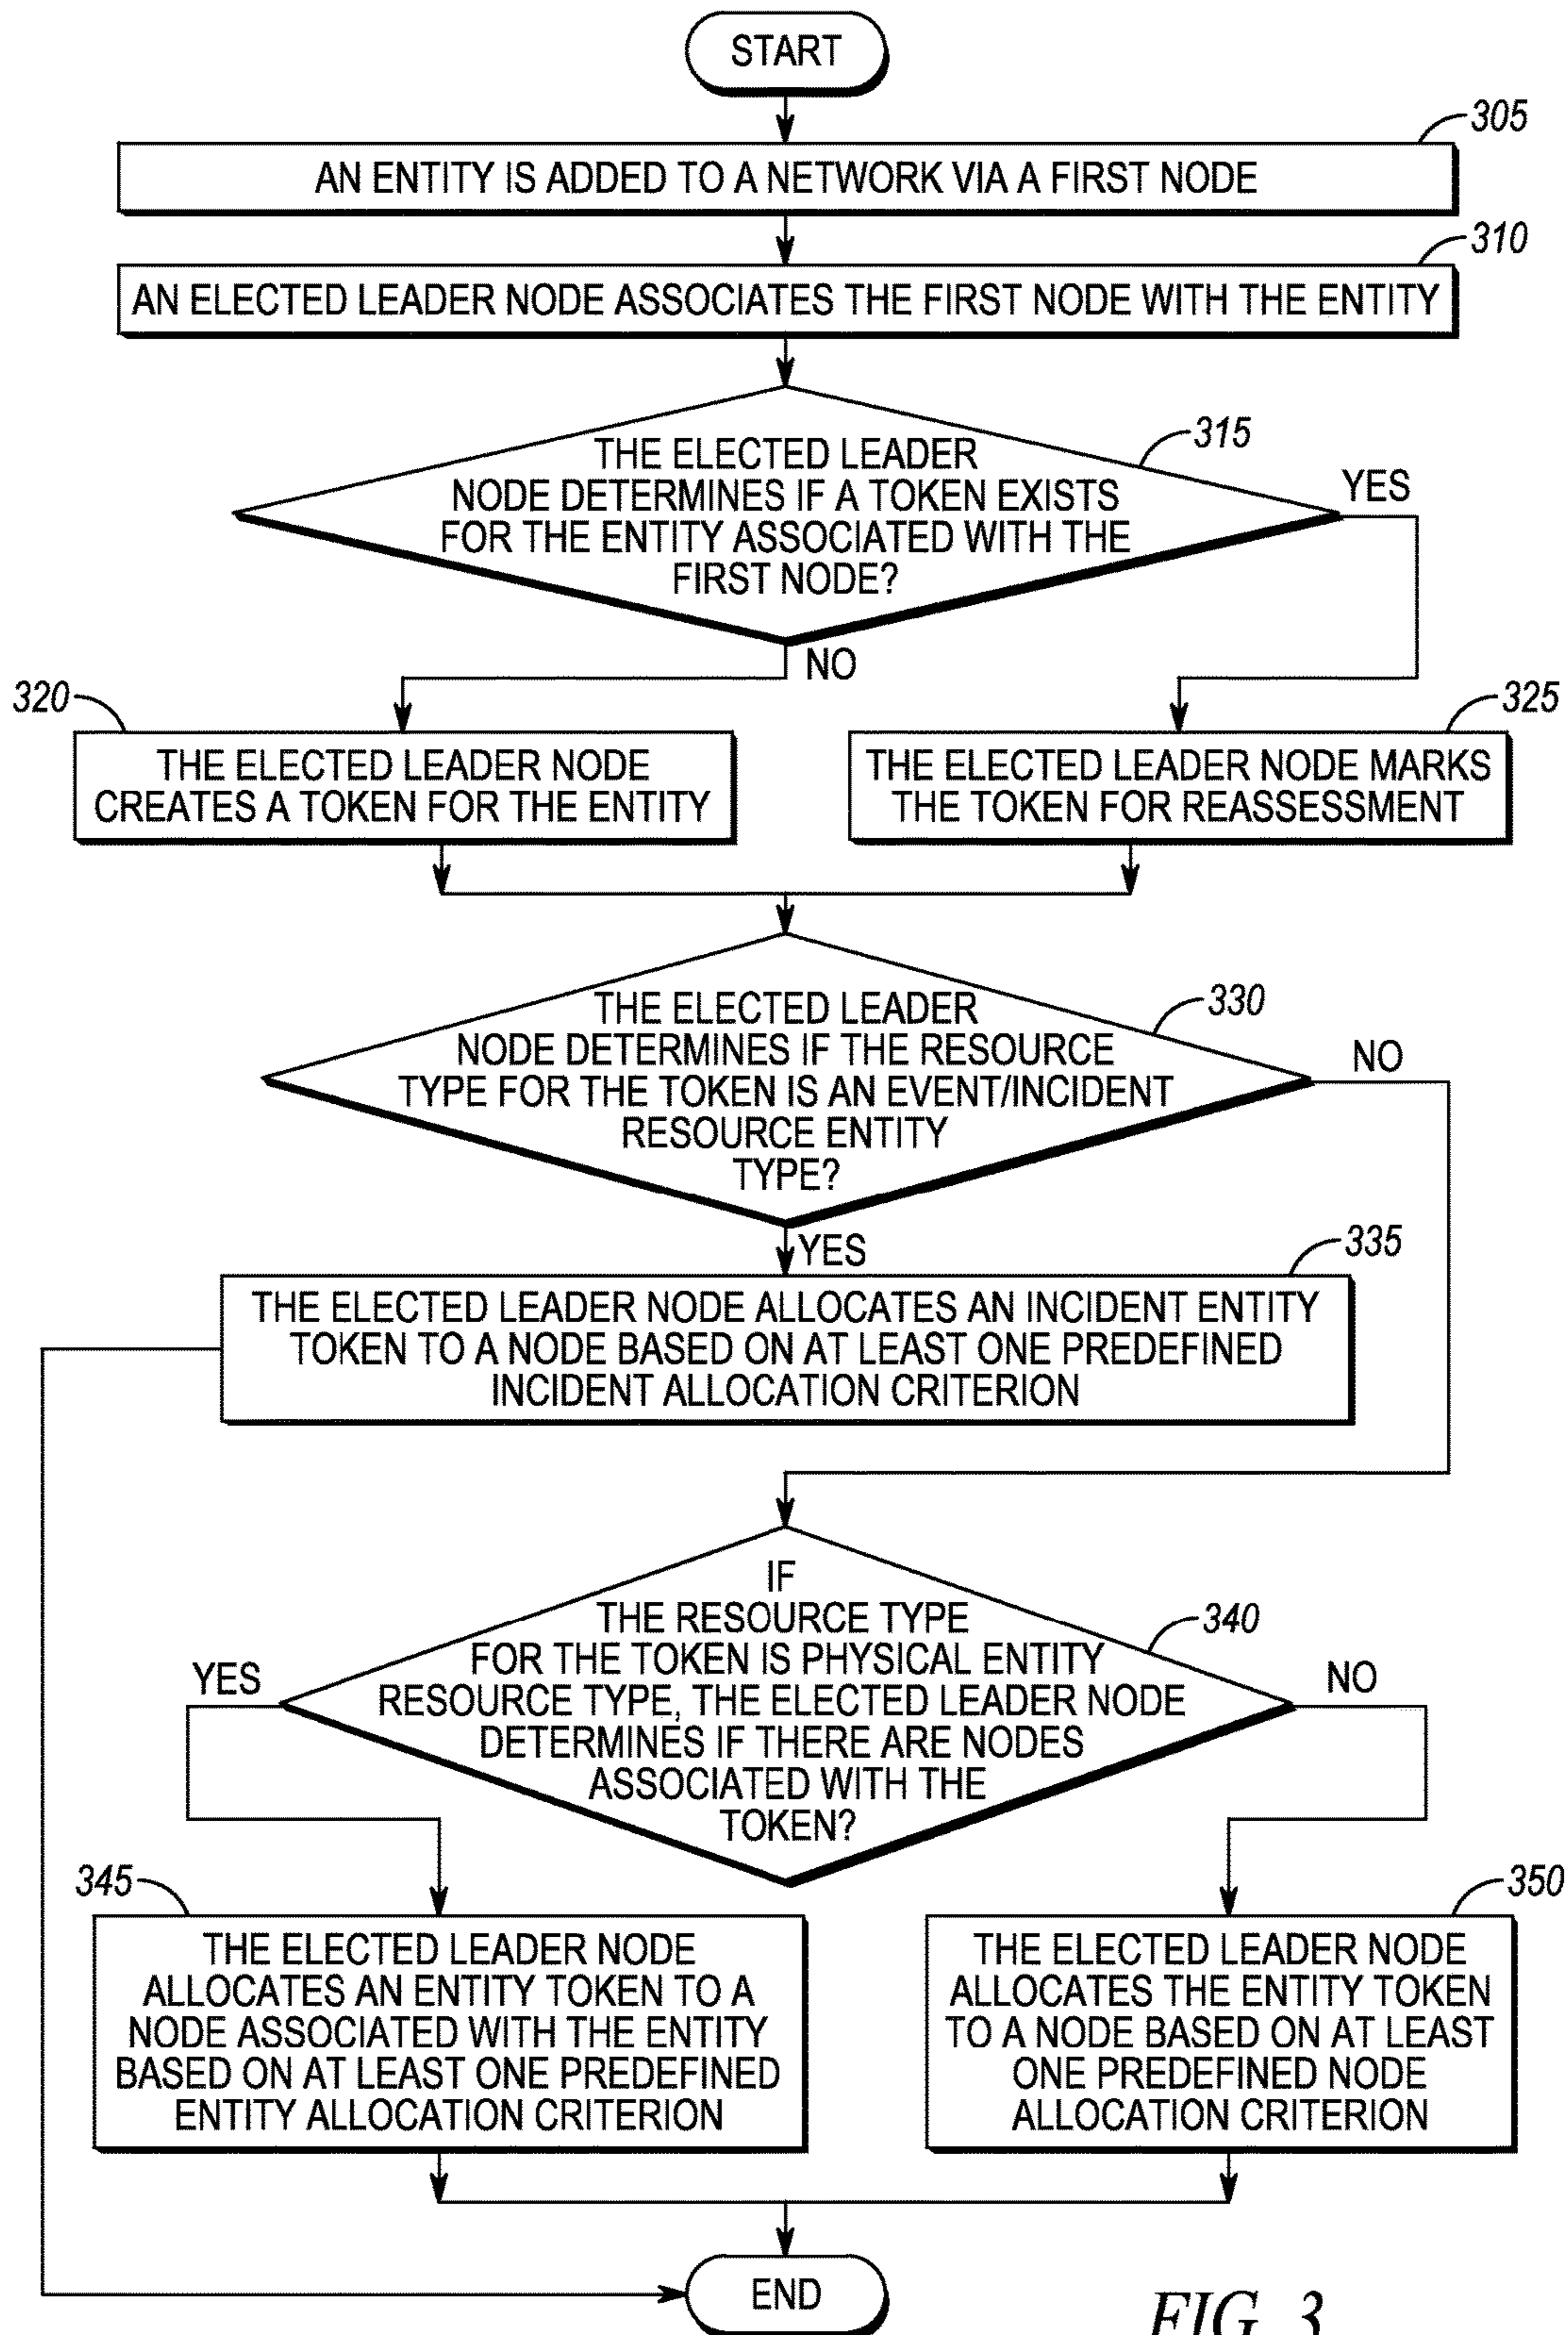 START
305
AN ENTITY IS ADDED TO A NETWORK VIA A FIRST NODE
310
AN ELECTED LEADER NODE ASSOCIATES THE FIRST NODE WITH THE ENTITY
315
THE ELECTED LEADER
NODE DETERMINES IF A TOKEN EXISTS
FOR THE ENTITY ASSOCIATED WITH THE
FIRST NODE?
YES
NO
320
THE ELECTED LEADER NODE
CREATES A TOKEN FOR THE ENTITY
325
THE ELECTED LEADER NODE MARKS
THE TOKEN FOR REASSESSMENT
330
THE ELECTED LEADER
NODE DETERMINES IF THE RESOURCE
TYPE FOR THE TOKEN IS AN EVENT/INCIDENT
RESOURCE ENTITY
TYPE?
NO
YES
335
THE ELECTED LEADER NODE ALLOCATES AN INCIDENT ENTITY
TOKEN TO A NODE BASED ON AT LEAST ONE PREDEFINED
INCIDENT ALLOCATION CRITERION
340
IF
THE RESOURCE TYPE
FOR THE TOKEN IS PHYSICAL ENTITY
RESOURCE TYPE, THE ELECTED LEADER NODE
DETERMINES IF THERE ARE NODES
ASSOCIATED WITH THE
TOKEN?
YES
NO
345
THE ELECTED LEADER NODE
ALLOCATES AN ENTITY TOKEN TO A
NODE ASSOCIATED WITH THE ENTITY
BASED ON AT LEAST ONE PREDEFINED
ENTITY ALLOCATION CRITERION
350
THE ELECTED LEADER NODE
ALLOCATES THE ENTITY TOKEN
TO A NODE BASED ON AT LEAST
ONE PREDEFINED NODE
ALLOCATION CRITERION
END
FIG. 3